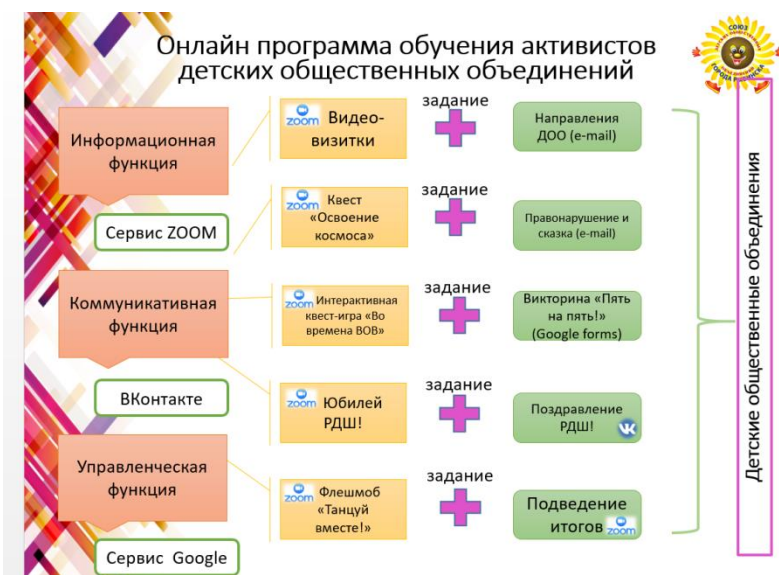 Онлайн программа обучения активистов
детских общественных объединений
СОЮЗ
ГОРОДА РЫБИНСКА
Информационная
функция
Сервис ZOOM
Коммуникативная
функция
ВКонтакте
Управленческая
функция
Сервис Google
zoom Видео-
визитки
задание
Направления
ДОО (e-mail)
zoom Квест
«Освоение
космоса»
задание
Правонарушение и
сказка (e-mail)
zoom Интерактивная
квест-игра «Во
времена ВОВ»
задание
Викторина «Пять
на пять!»
(Google forms)
zoom Юбилей
РДШ!
задание
Поздравление
РДШ!
zoom Флешмоб
«Танцуй
вместе!»
задание
Подведение
итогов zoom
Детские общественные объединения